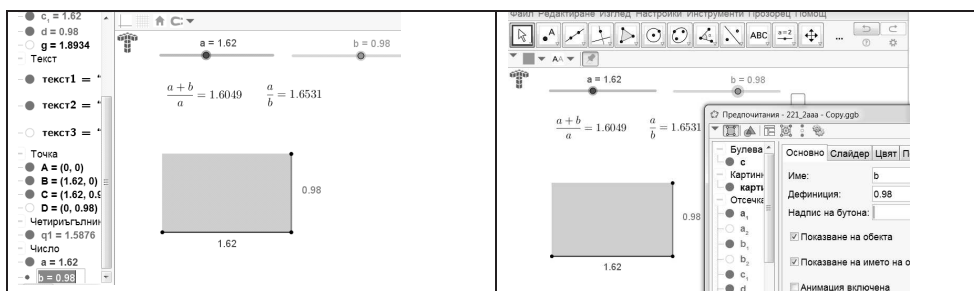 c₁ = 1.62
d = 0.98
g = 1.8934
Текст
текст1 = “
текст2 = “
текст3 = “
Точка
A = (0, 0)
B = (1.62, 0)
C = (1.62, 0.9
D = (0, 0.98)
Четириъгълник
q1 = 1.5876
Число
a = 1.62
b = 0.98
a = 1.62
b = 0.98
(a + b)/a = 1.6049
a/b = 1.6531
0.98
1.62
Файл Редактиране Изглед Настройки Инструменти Прозорец Помощ
A
ABC
a = 2
...
AA
a = 1.62
b = 0.98
(a + b)/a = 1.6049
a/b = 1.6531
0.98
1.62
Предпочитания - 221_2aaa - Copy.ggb
Булева
c
Картинк
карти
Отсечка
a₁
a₂
b₁
b₂
c₁
d
Основно Слайдер Цвят П
Име: b
Дефиниция: 0.98
Надпис на бутона:
Показване на обекта
Показване на името на о
Анимация включена